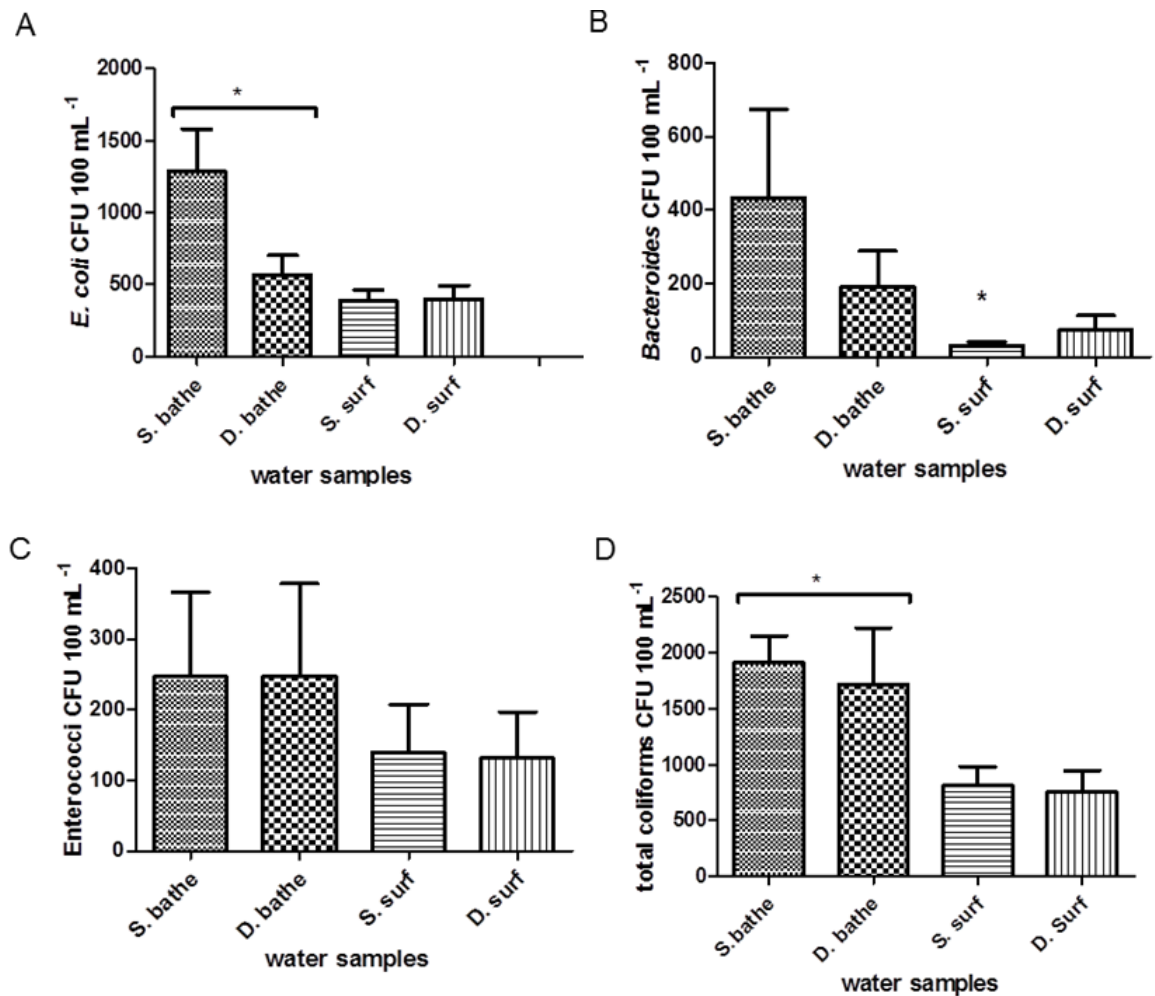 A
E. coli CFU 100 mL -1
2000
1500
1000
500
0
*
S. bathe
D. bathe
S. surf
D. surf
water samples
B
Bacteroides CFU 100 mL -1
800
600
400
200
0
*
S. bathe
D. bathe
S. surf
D. surf
water samples
C
Enterococci CFU 100 mL -1
400
300
200
100
0
S. bathe
D. bathe
S. surf
D. surf
water samples
D
total coliforms CFU 100 mL -1
2500
2000
1500
1000
500
0
*
S.bathe
D. bathe
S. surf
D. Surf
water samples